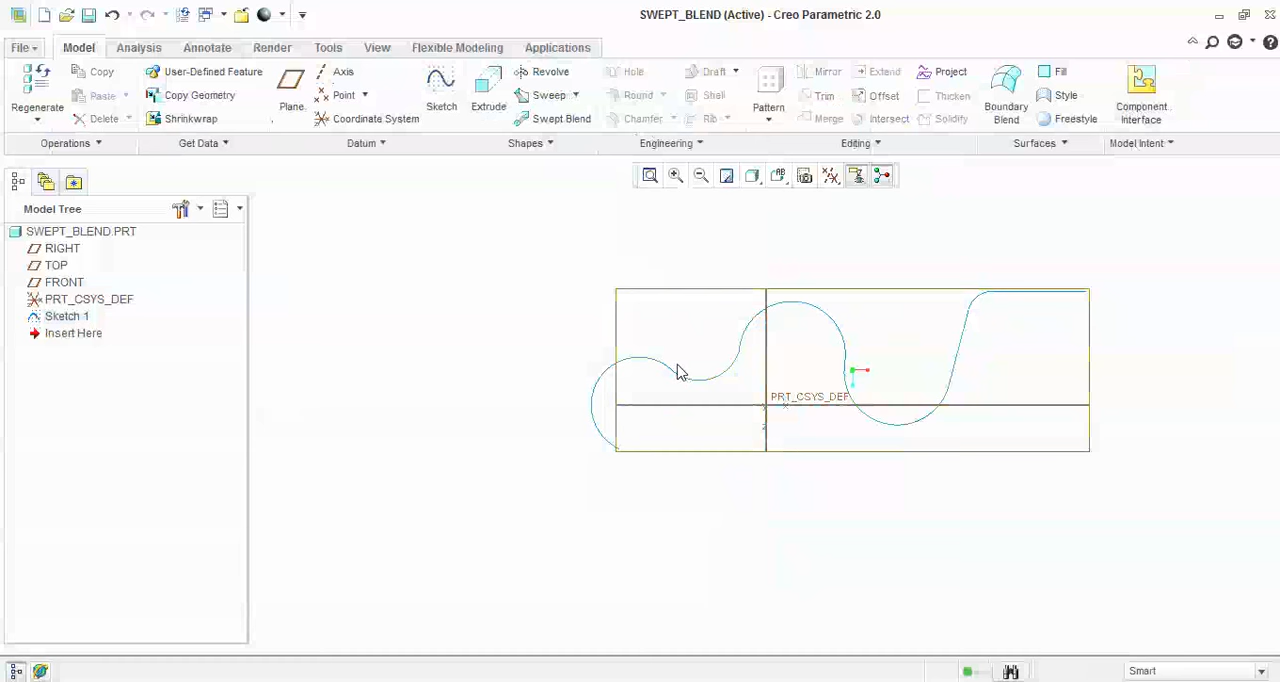 SWEPT_BLEND (Active) - Creo Parametric 2.0
File Model Analysis Annotate Render Tools View Flexible Modeling Applications
Copy User-Defined Feature Axis Revolve Hole Draft Mirror Extend Project Fill
Paste Copy Geometry Point Sweep Round Shell Trim Offset Thicken Style
Regenerate Plane Sketch Extrude Pattern Boundary Blend Component Interface
Delete Shrinkwrap Coordinate System Swept Blend Chamfer Rib Merge Intersect Solidify Freestyle
Operations Get Data Datum Shapes Engineering Editing Surfaces Model Intent
Model Tree
SWEPT_BLEND.PRT
RIGHT
TOP
FRONT
PRT_CSYS_DEF
Sketch 1
Insert Here
PRT_CSYS_DEF
Smart